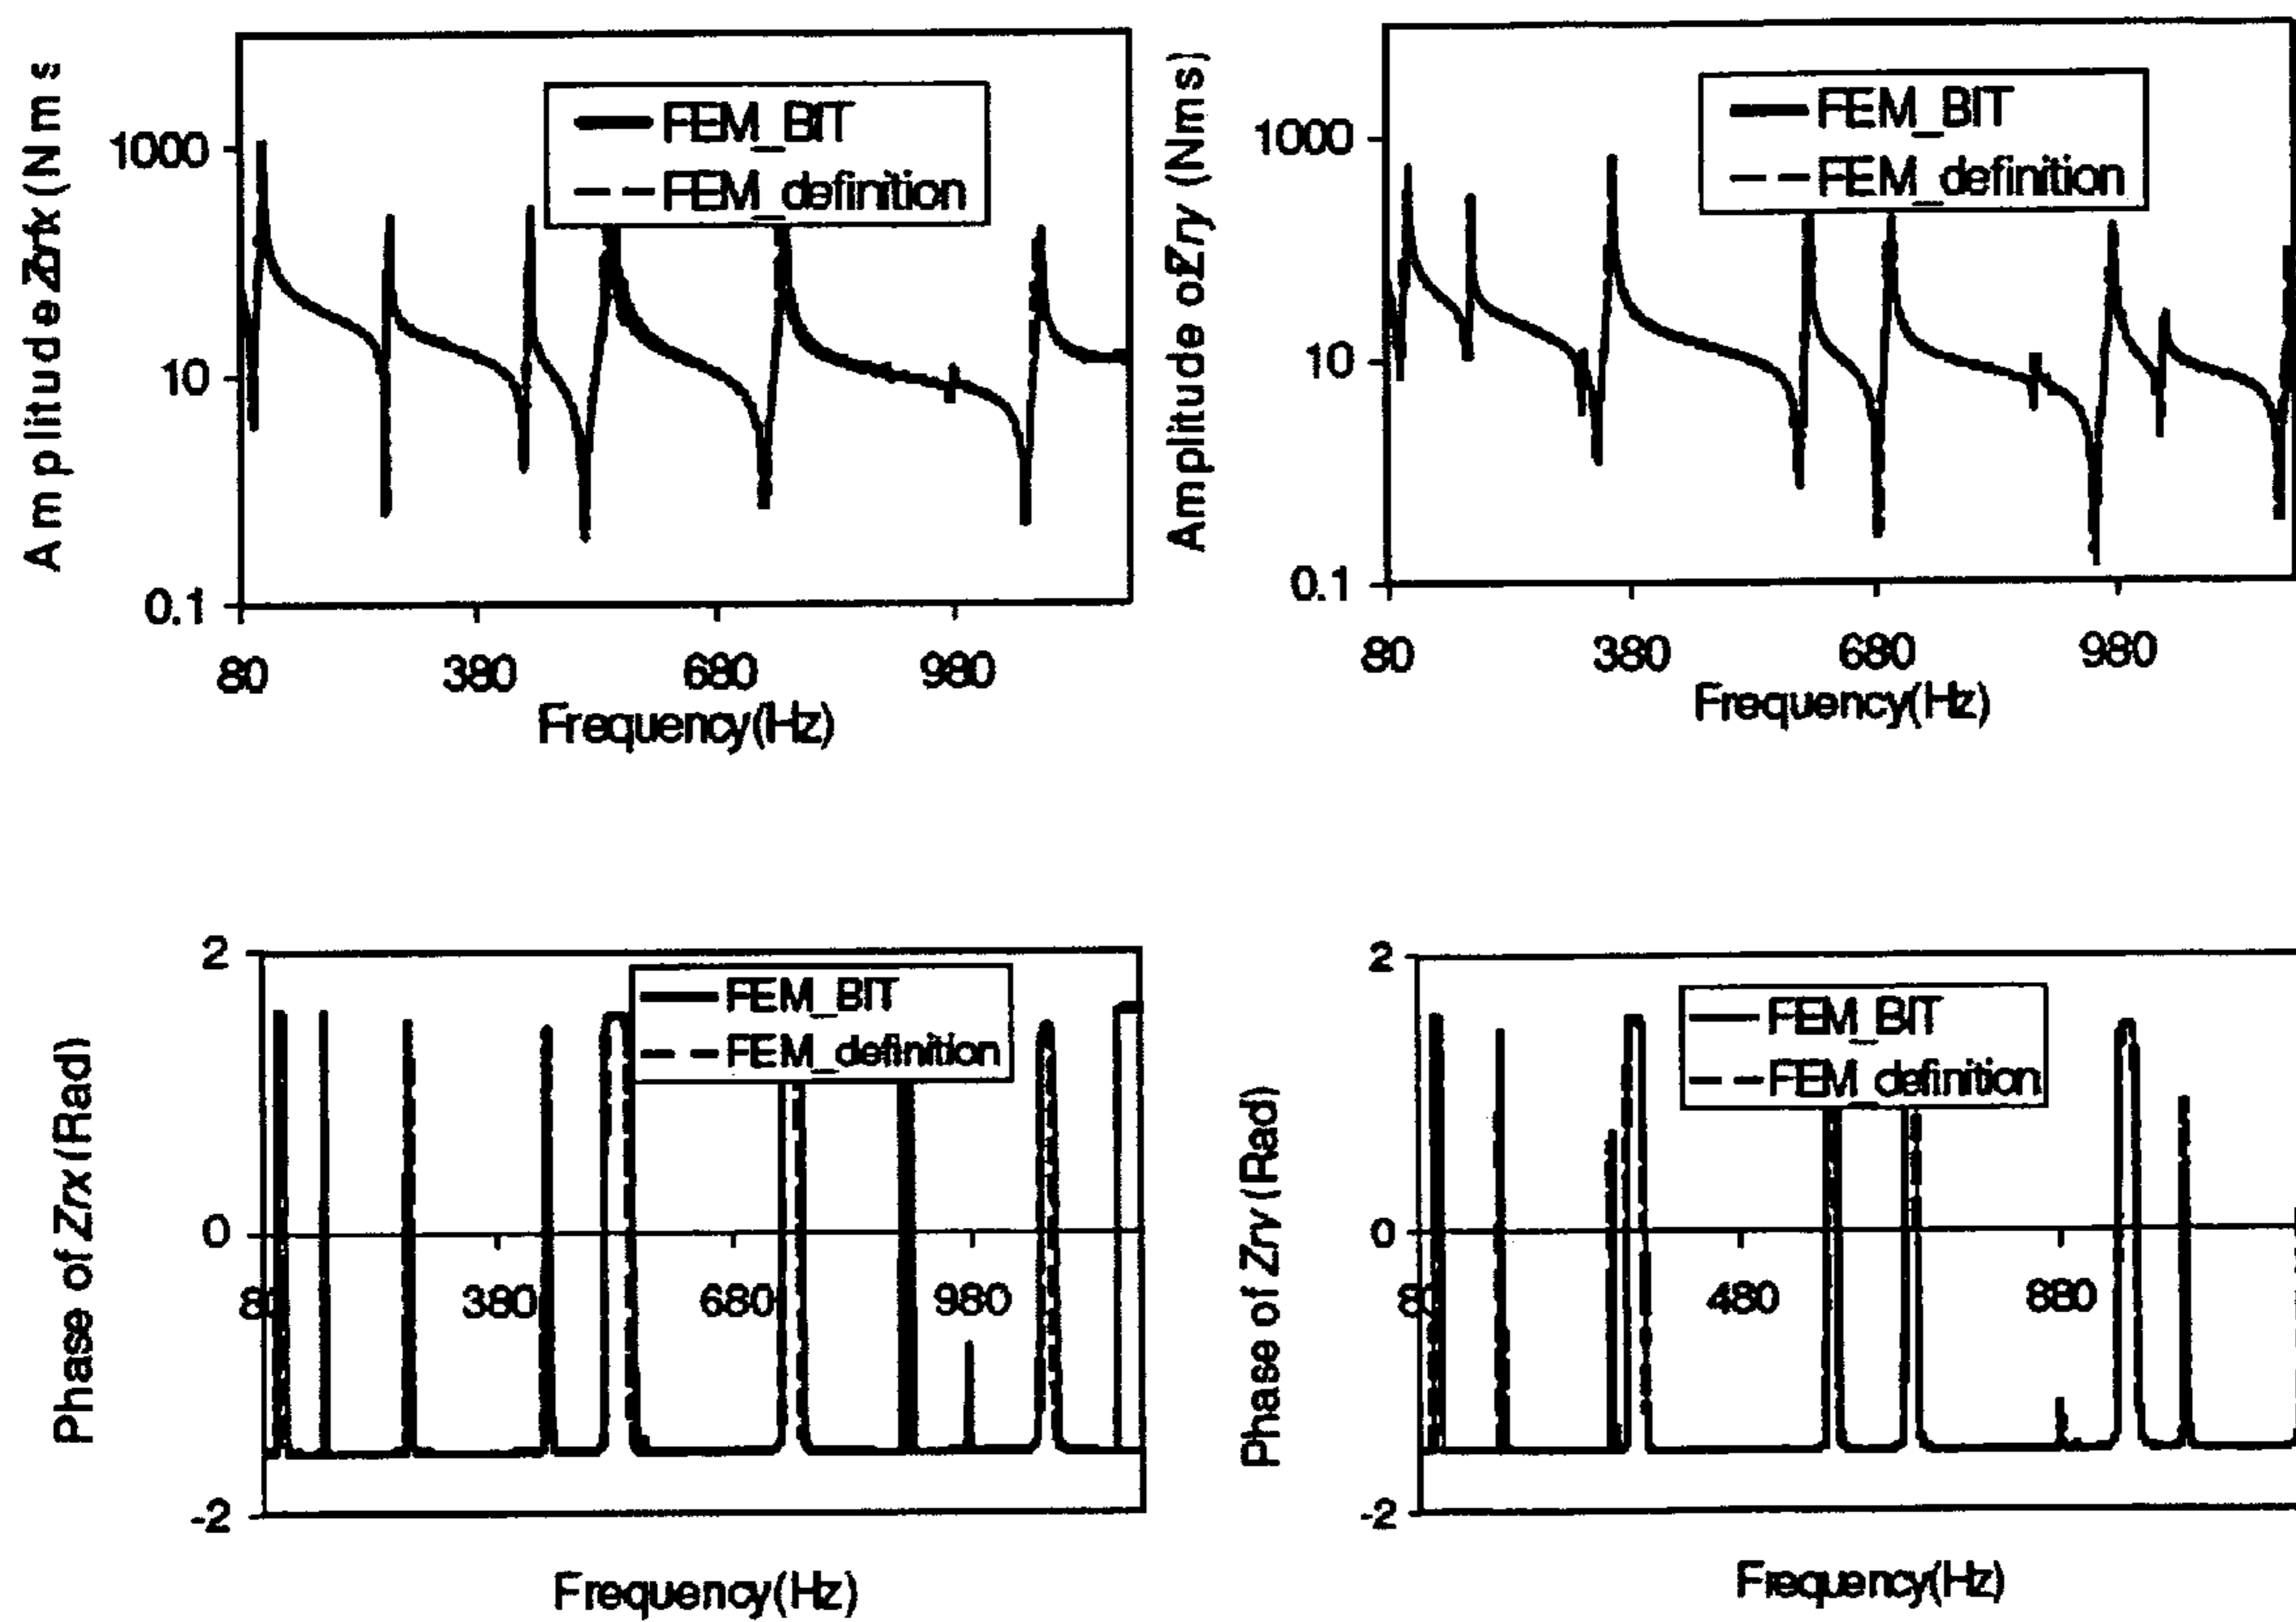 Amplitude Zrx (Nms
1000
10
0.1
FEM_BIT
FEM_definition
80 380 680 980
Frequency(Hz)
Amplitude of Zry (Nms)
1000
10
0.1
FEM_BIT
FEM_definition
80 380 680 980
Frequency(Hz)
Phase of Zrx (Rad)
2
0
-2
FEM_BIT
FEM_definition
80 380 680 980
Frequency(Hz)
Phase of Zry (Rad)
2
0
-2
FEM_BIT
FEM_definition
80 480 880
Frequency(Hz)